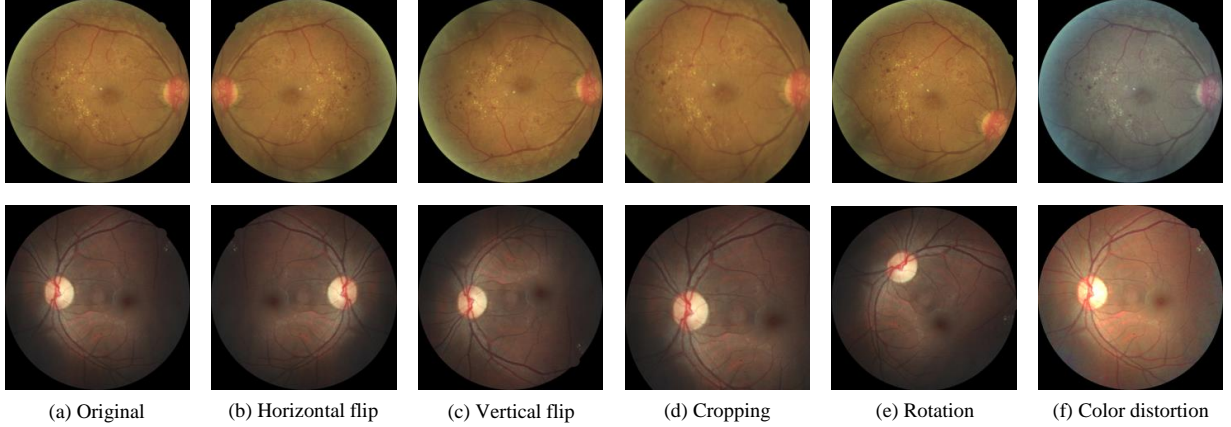 (a) Original
(b) Horizontal flip
(c) Vertical flip
(d) Cropping
(e) Rotation
(f) Color distortion